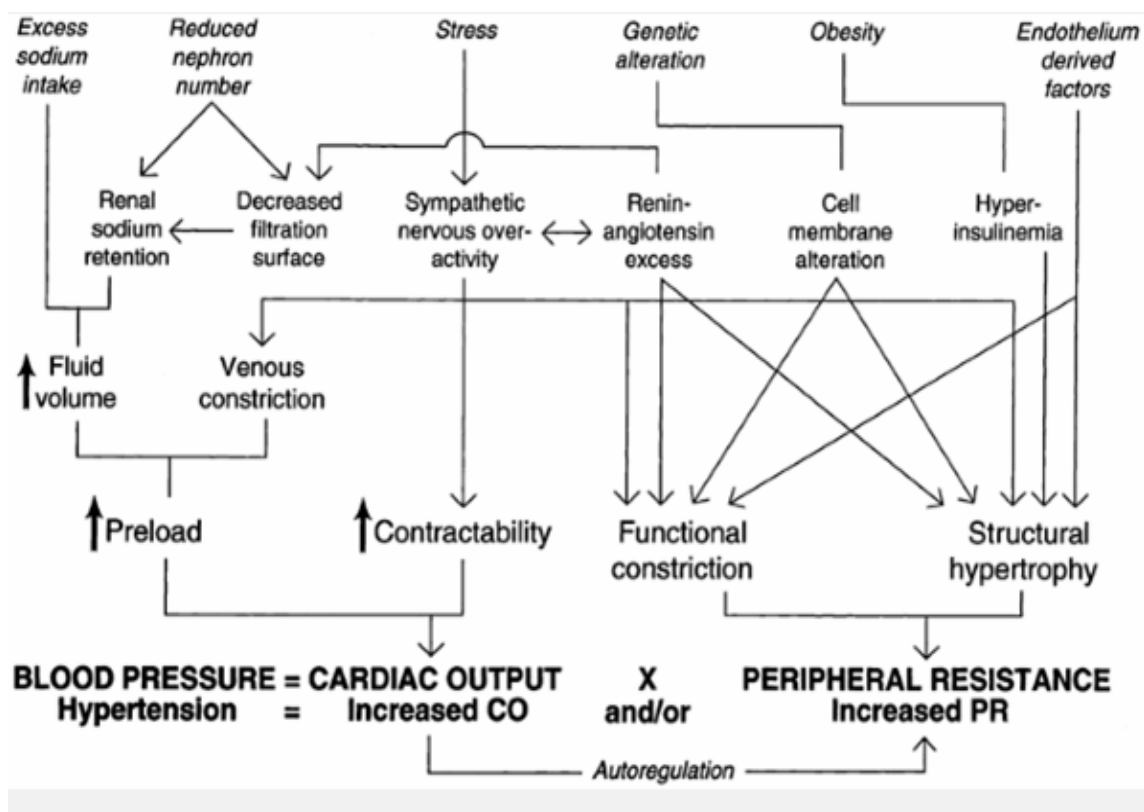 Excess
sodium
intake
Reduced
nephron
number
Stress
Genetic
alteration
Obesity
Endothelium
derived
factors
Renal
sodium
retention
Decreased
filtration
surface
Sympathetic
nervous over-
activity
Renin-
anglotensin
excess
Cell
membrane
alteration
Hyper-
insulinemia
Fluid
volume
Venous
constriction
Preload
Contractability
Functional
constriction
Structural
hypertrophy
BLOOD PRESSURE = CARDIAC OUTPUT X PERIPHERAL RESISTANCE
Hypertension = Increased CO and/or Increased PR
Autoregulation